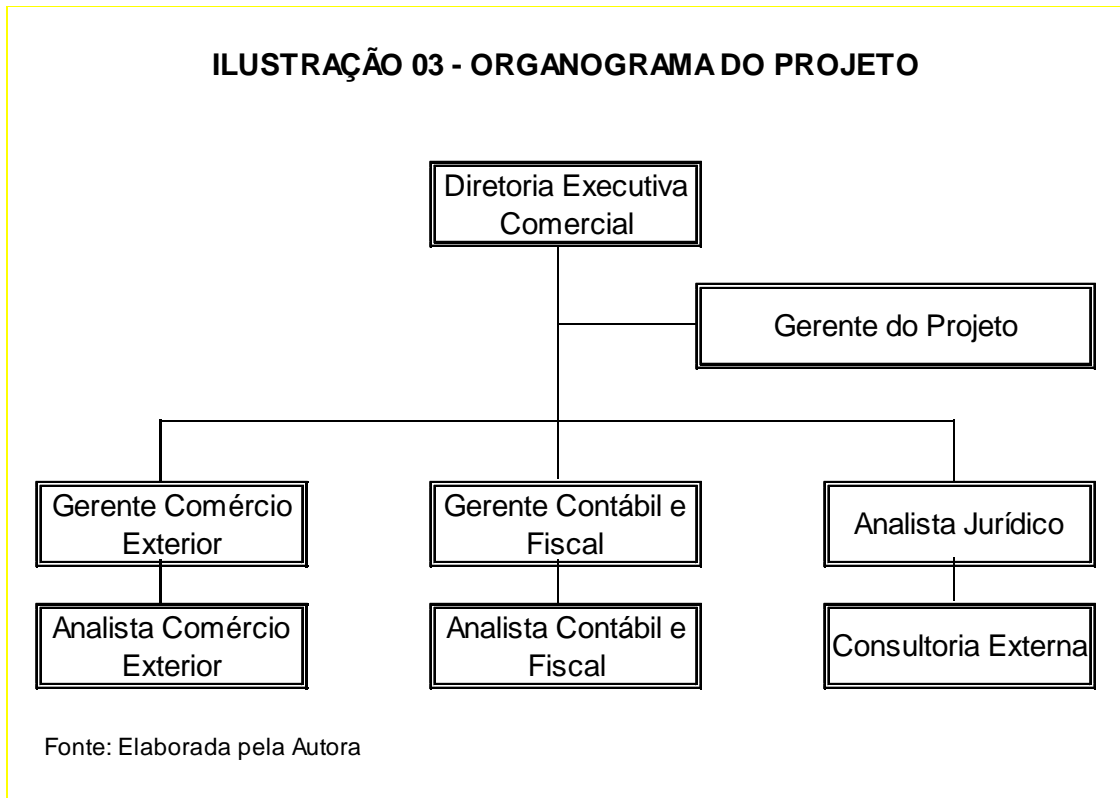 ILUSTRAÇÃO 03 - ORGANOGRAMA DO PROJETO
Diretoria Executiva
Comercial
Gerente do Projeto
Gerente Comércio
Exterior
Gerente Contábil e
Fiscal
Analista Jurídico
Analista Comércio
Exterior
Analista Contábil e
Fiscal
Consultoria Externa
Fonte: Elaborada pela Autora